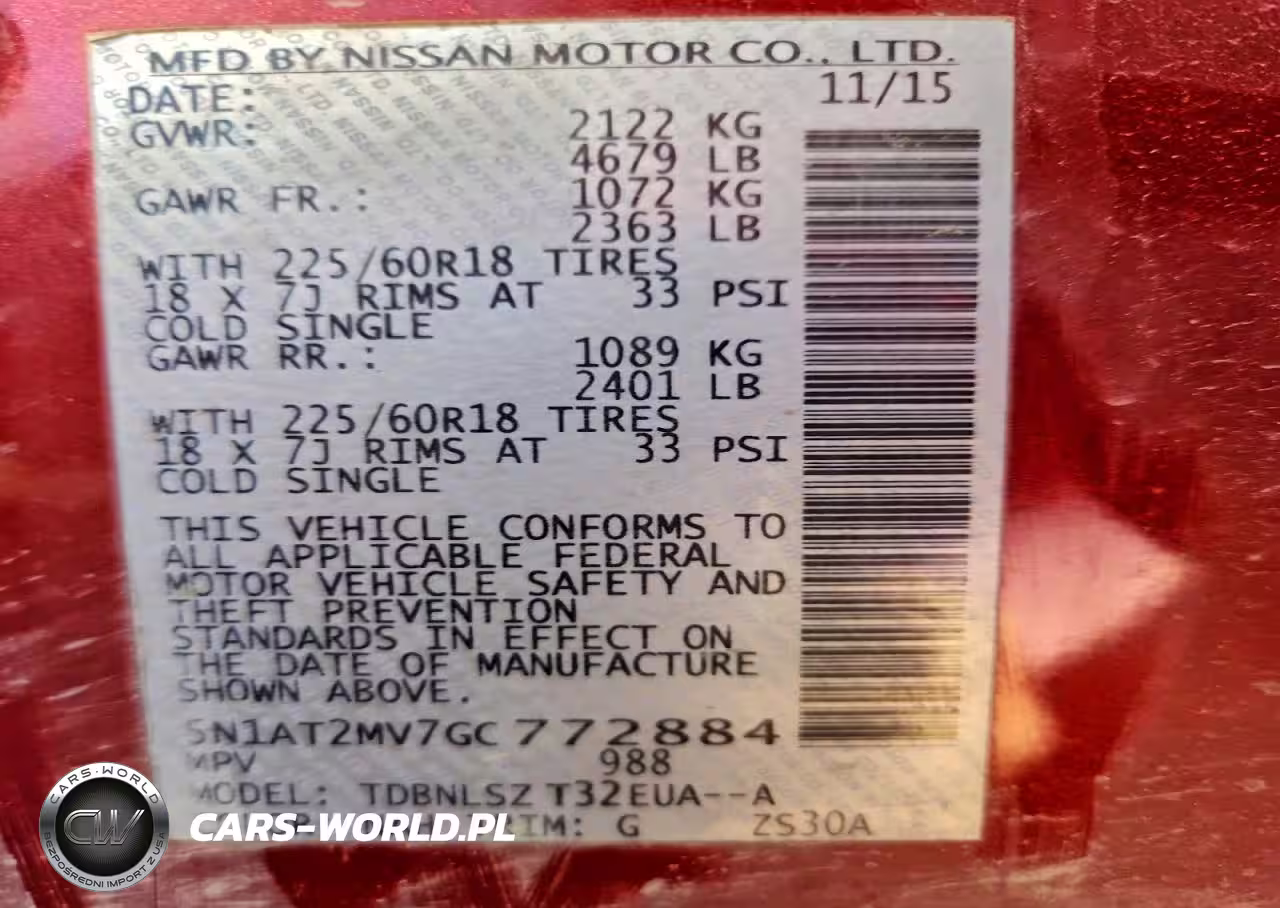 MFD BY NISSAN MOTOR CO., LTD.
DATE: 11/15
GVWR: 2122 KG
4679 LB
GAWR FR.: 1072 KG
2363 LB
WITH 225/60R18 TIRES
18 X 7J RIMS AT 33 PSI
COLD SINGLE
GAWR RR.: 1089 KG
2401 LB
WITH 225/60R18 TIRES
18 X 7J RIMS AT 33 PSI
COLD SINGLE
THIS VEHICLE CONFORMS TO
ALL APPLICABLE FEDERAL
MOTOR VEHICLE SAFETY AND
THEFT PREVENTION
STANDARDS IN EFFECT ON
THE DATE OF MANUFACTURE
SHOWN ABOVE.
5N1AT2MV7GC772884
MPV 988
MODEL: TDBNLSZ T32EUA--A
G ZS30A
CARS-WORLD
CW
BEZPOŚREDNI IMPORT Z USA
CARS-WORLD.PL